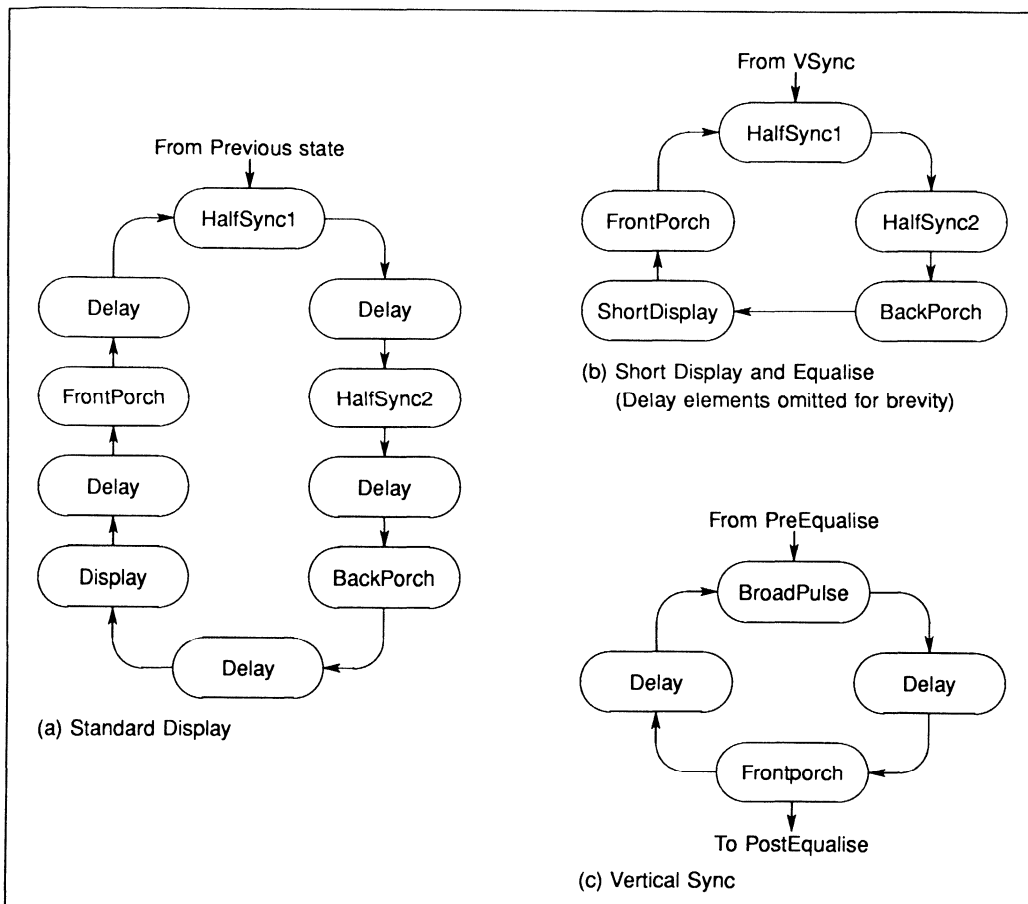 From Previous state
HalfSync1
Delay
Delay
FrontPorch
HalfSync2
Delay
Delay
Display
BackPorch
Delay
(a) Standard Display
From VSync
HalfSync1
FrontPorch
HalfSync2
ShortDisplay
BackPorch
(b) Short Display and Equalise
(Delay elements omitted for brevity)
From PreEqualise
BroadPulse
Delay
Delay
Frontporch
To PostEqualise
(c) Vertical Sync